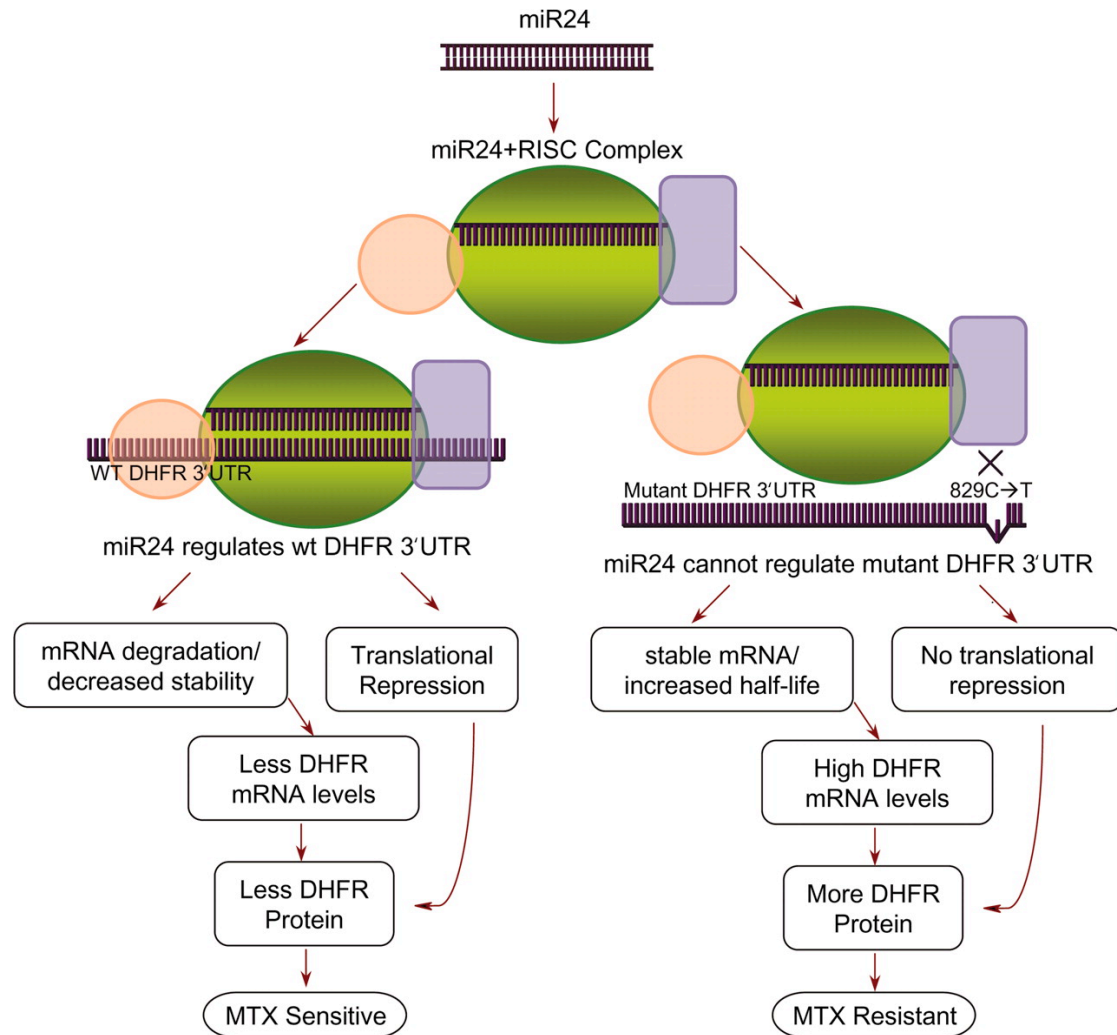 miR24
miR24+RISC Complex
WT DHFR 3′UTR
miR24 regulates wt DHFR 3′UTR
mRNA degradation/
decreased stability
Translational
Repression
Less DHFR
mRNA levels
Less DHFR
Protein
MTX Sensitive
829C→T
Mutant DHFR 3′UTR
miR24 cannot regulate mutant DHFR 3′UTR
stable mRNA/
increased half-life
No translational
repression
High DHFR
mRNA levels
More DHFR
Protein
MTX Resistant